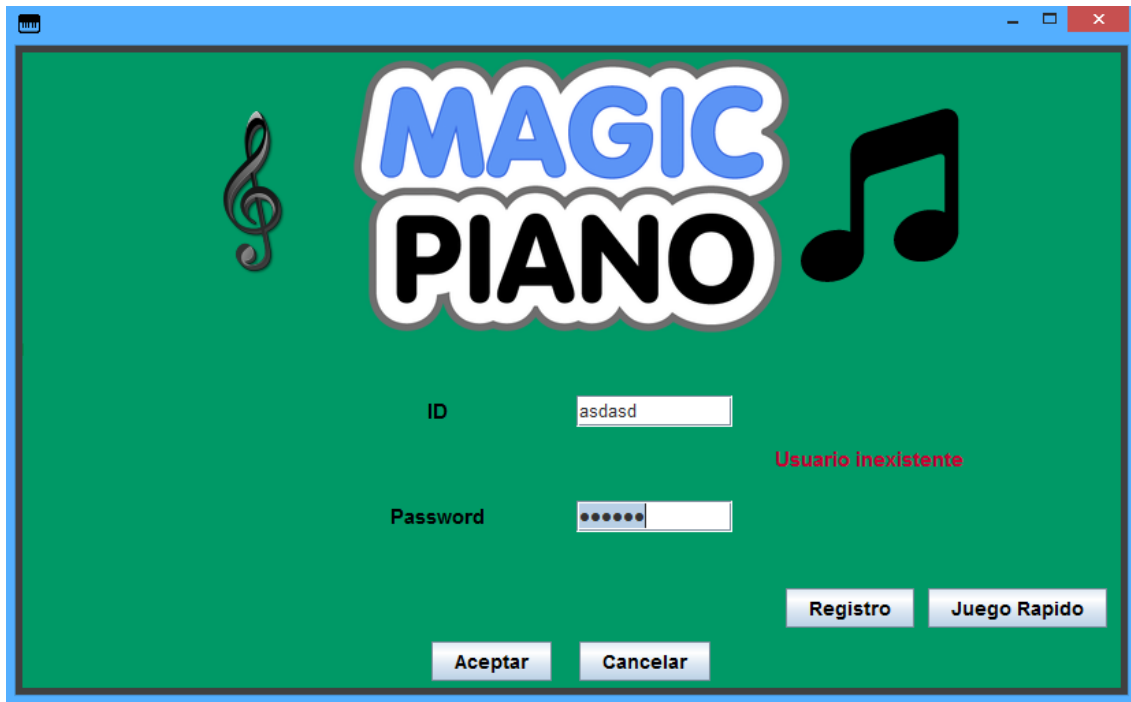 MAGIC
PIANO
ID
asdasd
Usuario inexistente
Password
••••••
Registro
Juego Rapido
Aceptar
Cancelar